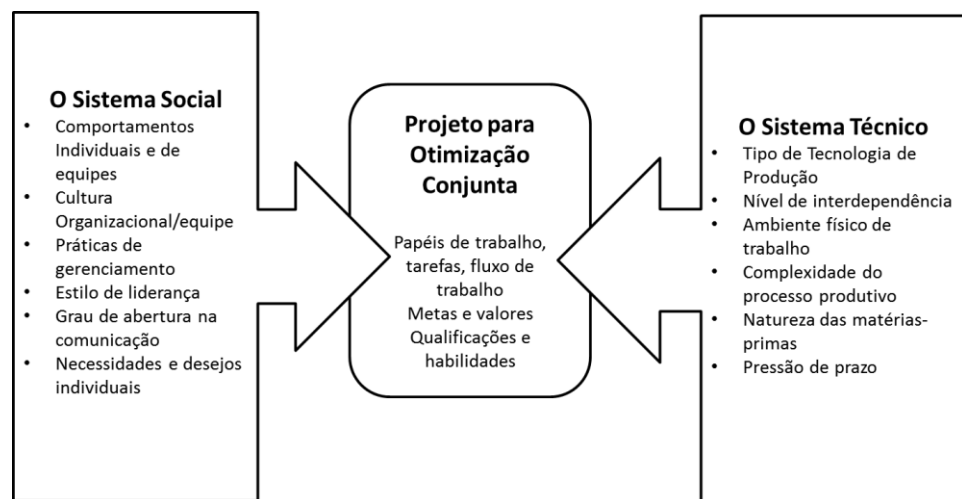 O Sistema Social
• Comportamentos
Individuais e de
equipes
• Cultura
Organizacional/equipe
• Práticas de
gerenciamento
• Estilo de liderança
• Grau de abertura na
comunicação
• Necessidades e desejos
individuais
Projeto para
Otimização
Conjunta
Papéis de trabalho,
tarefas, fluxo de
trabalho
Metas e valores
Qualificações e
habilidades
O Sistema Técnico
• Tipo de Tecnologia de
Produção
• Nível de interdependência
• Ambiente físico de
trabalho
• Complexidade do
processo produtivo
• Natureza das matérias-
primas
• Pressão de prazo